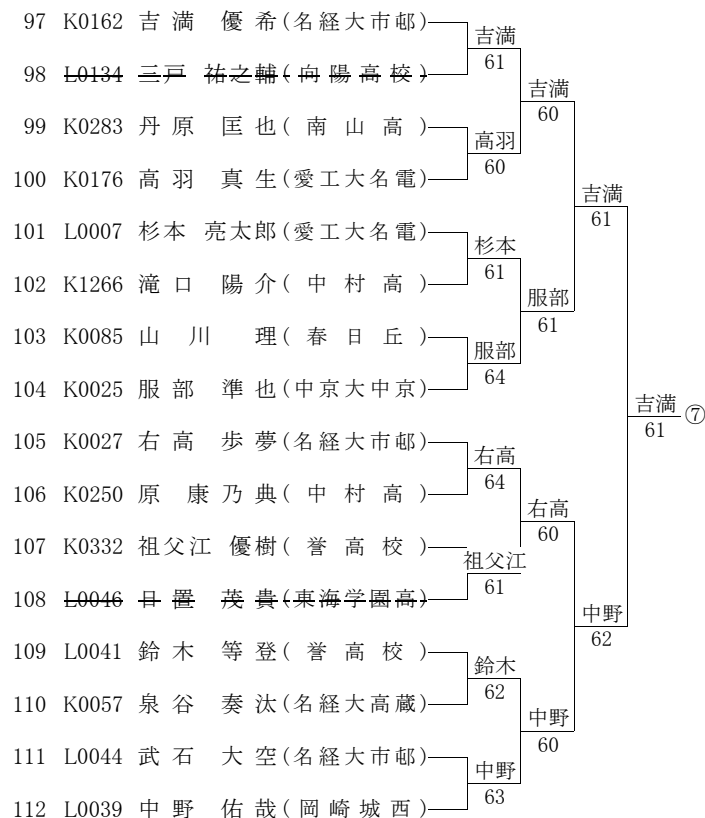 97 K0162 吉満 優希(名経大市邨)
吉満
61
98 L0134 三戸 祐之輔(向陽高校)
吉満
60
99 K0283 丹原 匡也(南山高)
高羽
60
100 K0176 高羽 真生(愛工大名電)
吉満
61
101 L0007 杉本 亮太郎(愛工大名電)
杉本
61
102 K1266 滝口 陽介(中村高)
服部
61
103 K0085 山川 理(春日丘)
服部
64
104 K0025 服部 準也(中京大中京)
吉満 ⑦
61
105 K0027 右高 歩夢(名経大市邨)
右高
64
106 K0250 原 康乃典(中村高)
右高
60
107 K0332 祖父江 優樹(誉高校)
祖父江
61
108 L0046 日置 茂貴(東海学園高)
中野
62
109 L0041 鈴木 等登(誉高校)
鈴木
62
110 K0057 泉谷 奏汰(名経大高蔵)
中野
60
111 L0044 武石 大空(名経大市邨)
中野
63
112 L0039 中野 佑哉(岡崎城西)